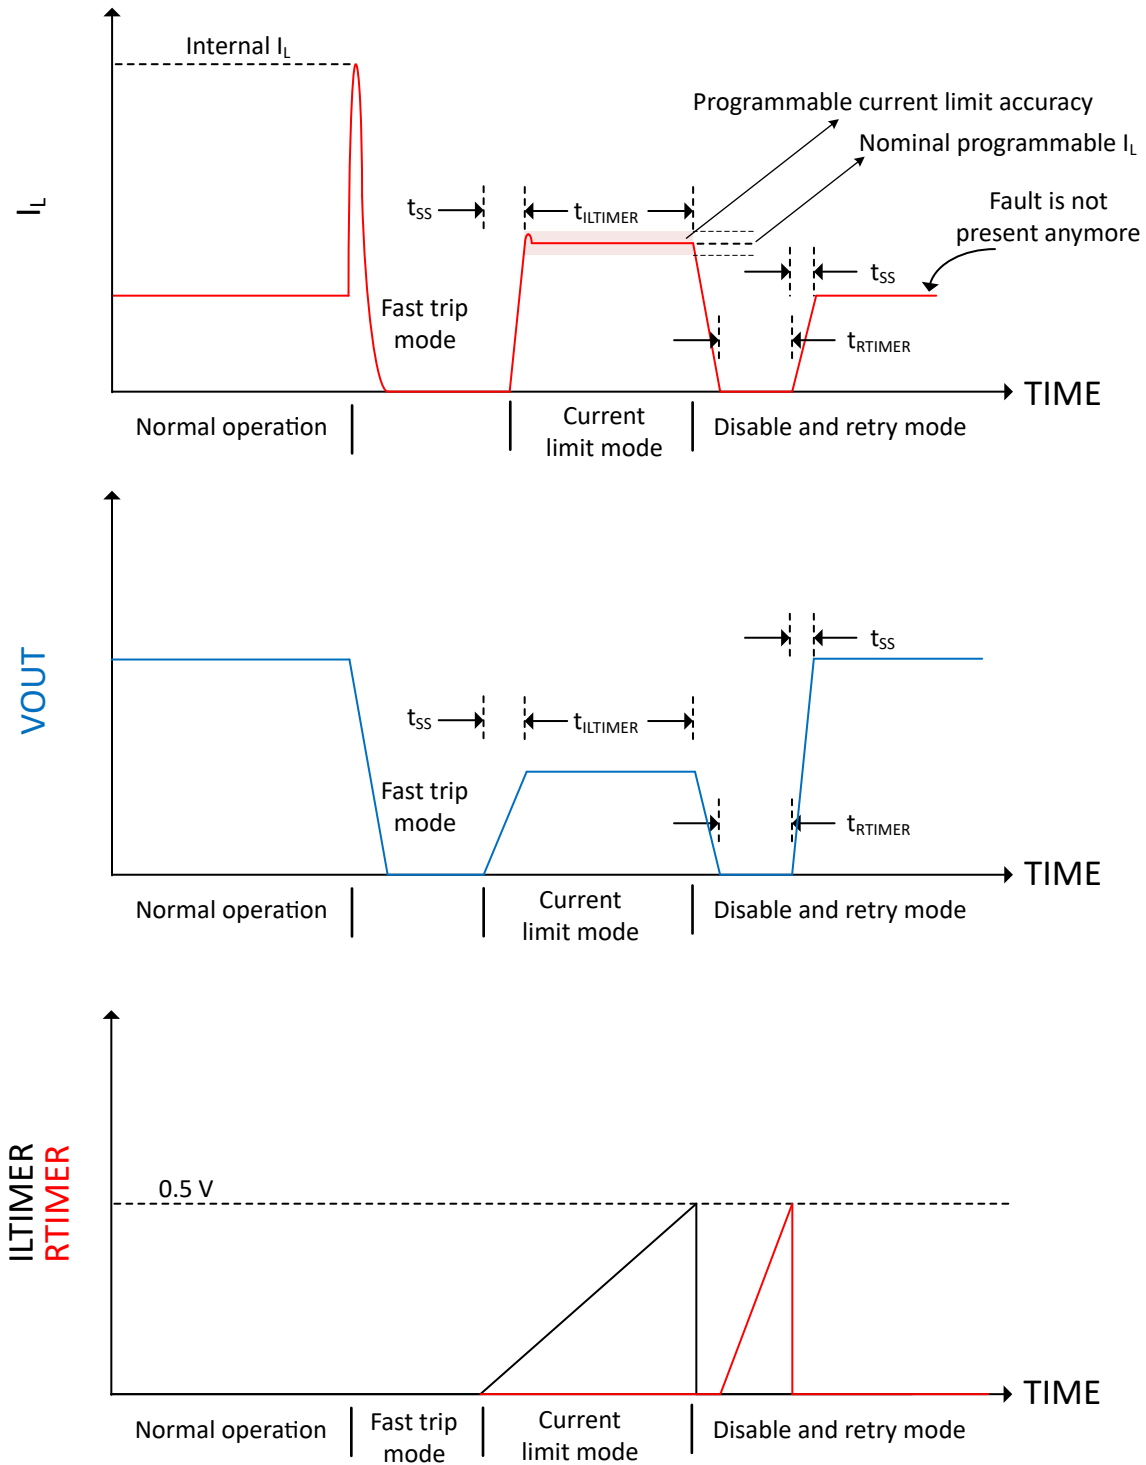 Internal IL
Programmable current limit accuracy
Nominal programmable IL
IL
tSS
tILTIMER
Fault is not
present anymore
tSS
Fast trip
mode
tRTIMER
TIME
Normal operation
Current
limit mode
Disable and retry mode
VOUT
tSS
tSS
tILTIMER
Fast trip
mode
tRTIMER
TIME
Normal operation
Current
limit mode
Disable and retry mode
ILTIMER
RTIMER
0.5 V
TIME
Normal operation
Fast trip
mode
Current
limit mode
Disable and retry mode